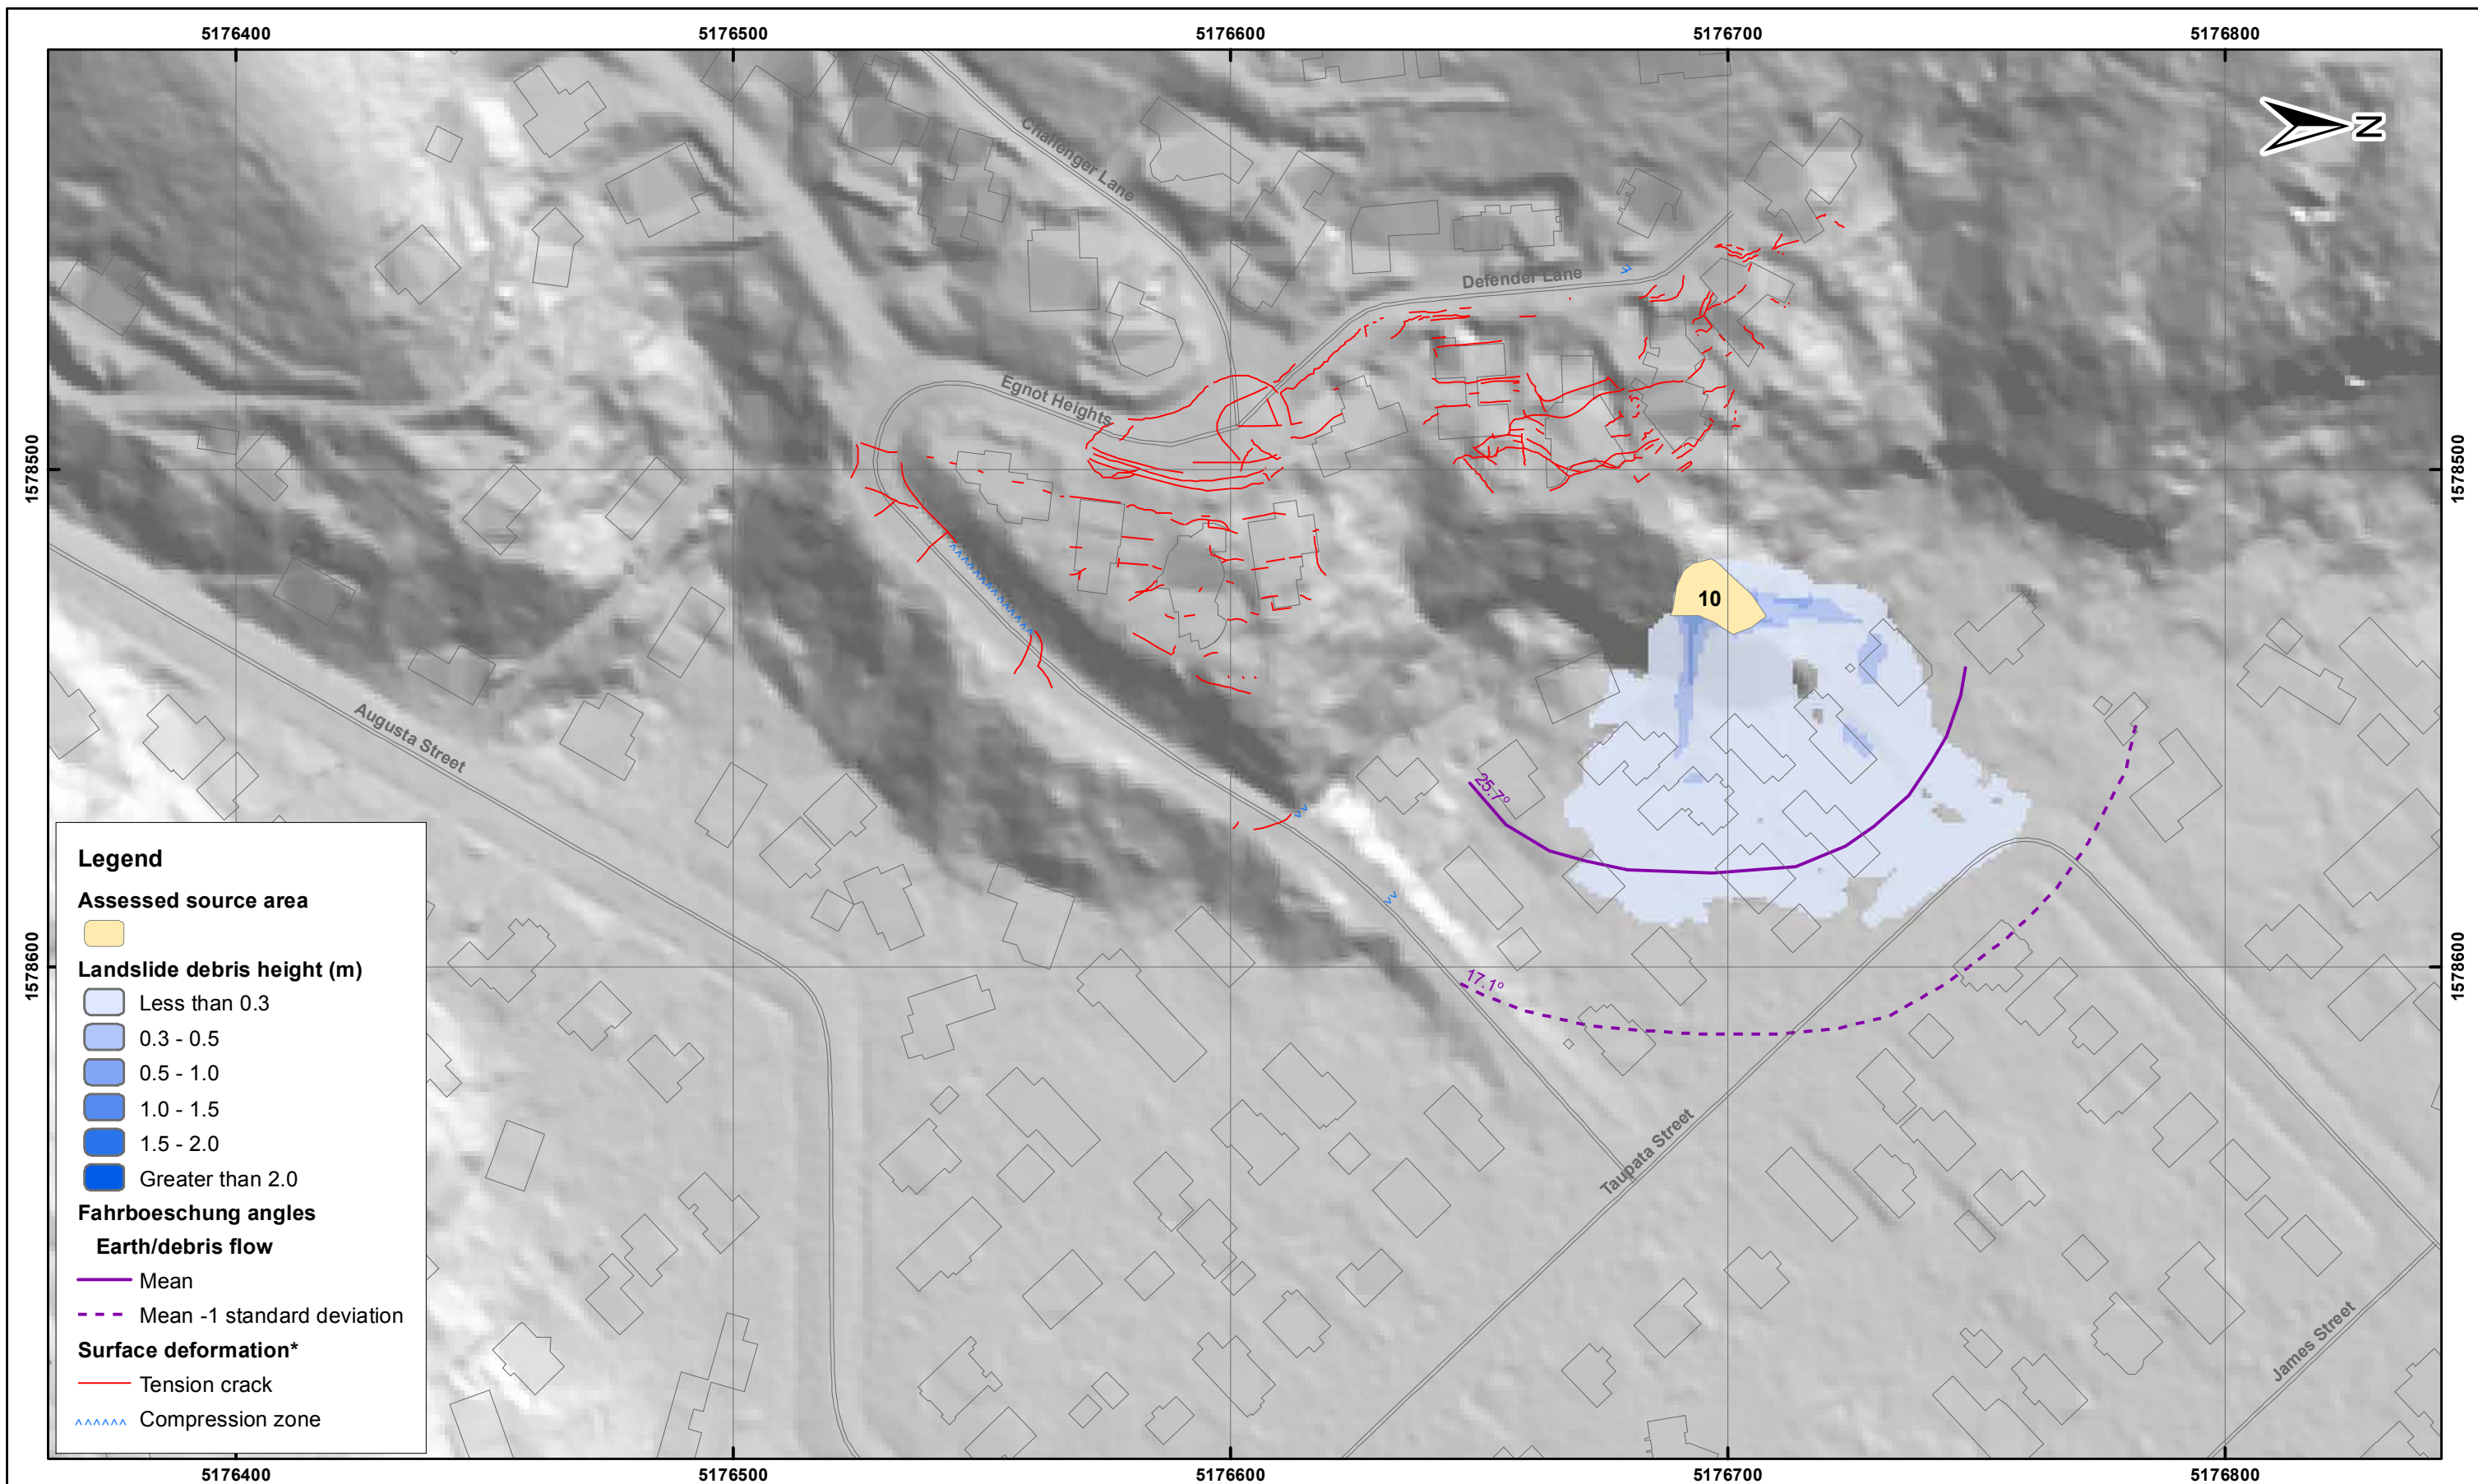 5176400 5176500 5176600 5176700 5176800
N
Challenger Lane
Defender Lane
Egnot Heights
1578500 1578500
10
Augusta Street
25.7º
1578600 1578600
17.1º
Taupata Street
James Street
Legend
Assessed source area
Landslide debris height (m)
Less than 0.3
0.3 - 0.5
0.5 - 1.0
1.0 - 1.5
1.5 - 2.0
Greater than 2.0
Fahrboeschung angles
Earth/debris flow
Mean
Mean -1 standard deviation
Surface deformation*
Tension crack
Compression zone
5176400 5176500 5176600 5176700 5176800